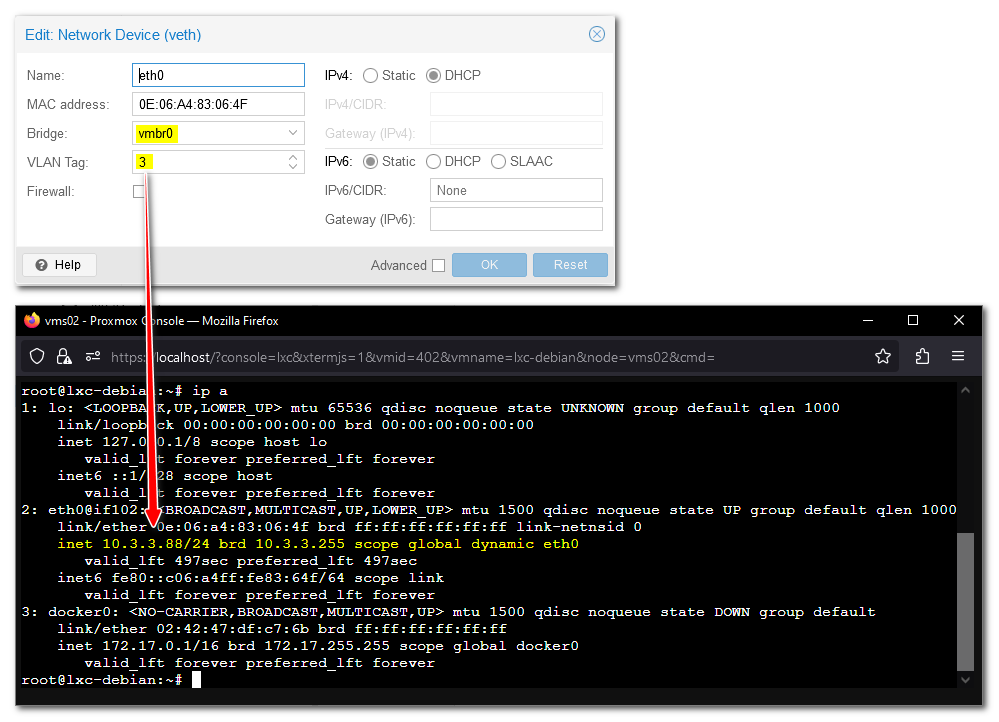 Edit: Network Device (veth)
Name: eth0
MAC address: 0E:06:A4:83:06:4F
Bridge: vmbr0
VLAN Tag: 3
Firewall:
IPv4: Static DHCP
IPv4/CIDR:
Gateway (IPv4):
IPv6: Static DHCP SLAAC
IPv6/CIDR: None
Gateway (IPv6):
Help Advanced OK Reset
vms02 - Proxmox Console — Mozilla Firefox
https://localhost/?console=lxc&xtermjs=1&vmid=402&vmname=lxc-debian&node=vms02&cmd=
root@lxc-debian:~# ip a
1: lo: <LOOPBACK,UP,LOWER_UP> mtu 65536 qdisc noqueue state UNKNOWN group default qlen 1000
link/loopback 00:00:00:00:00:00 brd 00:00:00:00:00:00
inet 127.0.0.1/8 scope host lo
valid_lft forever preferred_lft forever
inet6 ::1/128 scope host
valid_lft forever preferred_lft forever
2: eth0@if102: <BROADCAST,MULTICAST,UP,LOWER_UP> mtu 1500 qdisc noqueue state UP group default qlen 1000
link/ether 0e:06:a4:83:06:4f brd ff:ff:ff:ff:ff:ff link-netnsid 0
inet 10.3.3.88/24 brd 10.3.3.255 scope global dynamic eth0
valid_lft 497sec preferred_lft 497sec
inet6 fe80::c06:a4ff:fe83:64f/64 scope link
valid_lft forever preferred_lft forever
3: docker0: <NO-CARRIER,BROADCAST,MULTICAST,UP> mtu 1500 qdisc noqueue state DOWN group default
link/ether 02:42:47:df:c7:6b brd ff:ff:ff:ff:ff:ff
inet 172.17.0.1/16 brd 172.17.255.255 scope global docker0
valid_lft forever preferred_lft forever
root@lxc-debian:~#